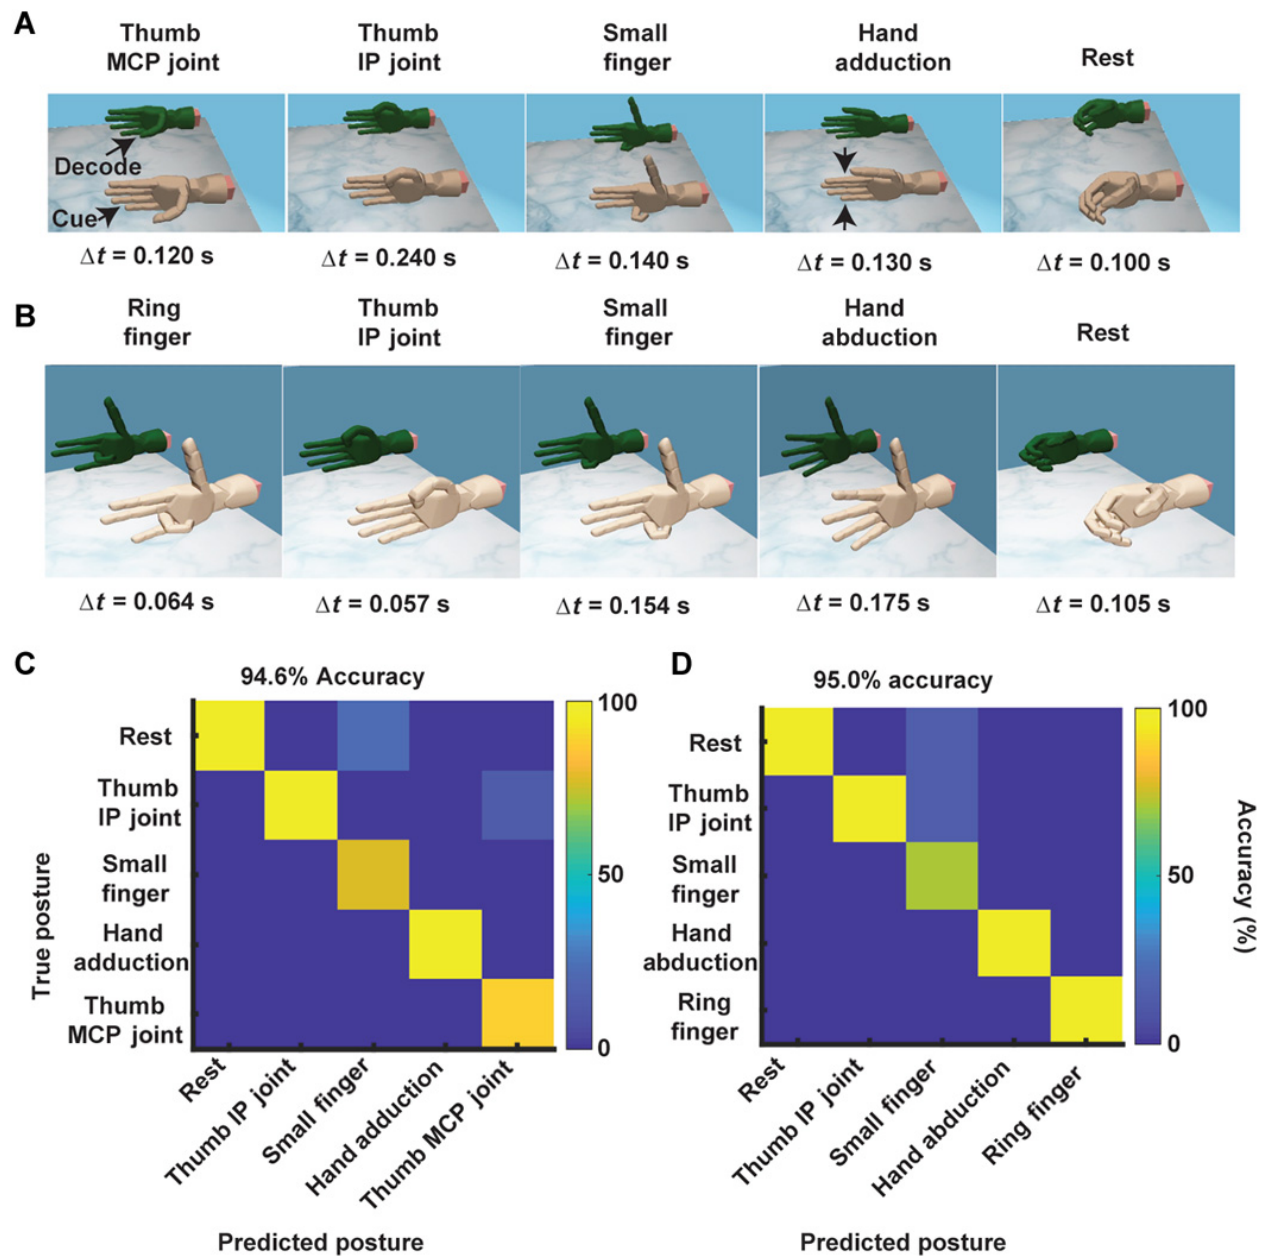 A
Thumb
MCP joint
Thumb
IP joint
Small
finger
Hand
adduction
Rest
Decode
Cue
Δt = 0.120 s
Δt = 0.240 s
Δt = 0.140 s
Δt = 0.130 s
Δt = 0.100 s
B
Ring
finger
Thumb
IP joint
Small
finger
Hand
abduction
Rest
Δt = 0.064 s
Δt = 0.057 s
Δt = 0.154 s
Δt = 0.175 s
Δt = 0.105 s
C
94.6% Accuracy
True posture
Rest
Thumb
IP joint
Small
finger
Hand
adduction
Thumb
MCP joint
100
50
0
Rest
Thumb IP joint
Small finger
Hand adduction
Thumb MCP joint
Predicted posture
D
95.0% accuracy
Rest
Thumb
IP joint
Small
finger
Hand
abduction
Ring
finger
100
50
0
Accuracy (%)
Rest
Thumb IP joint
Small finger
Hand abduction
Ring finger
Predicted posture